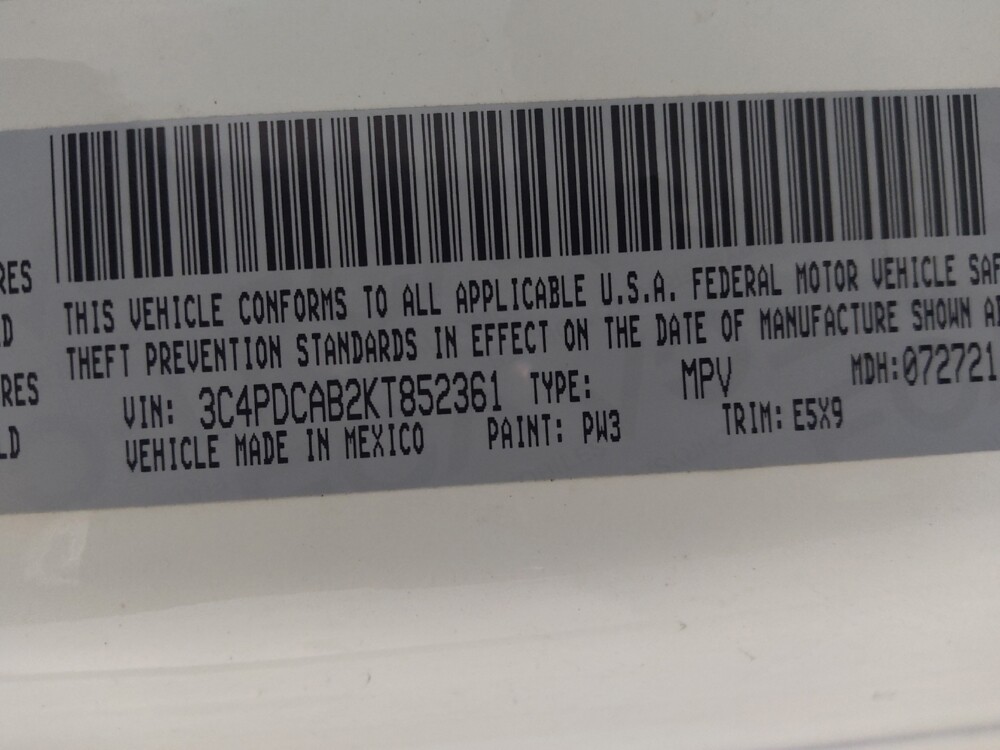 RES
D
RES
LD
THIS VEHICLE CONFORMS TO ALL APPLICABLE U.S.A. FEDERAL MOTOR VEHICLE SAF
THEFT PREVENTION STANDARDS IN EFFECT ON THE DATE OF MANUFACTURE SHOWN A
VIN: 3C4PDCAB2KT852361 TYPE: MPV MDH:072721
VEHICLE MADE IN MEXICO PAINT: PW3 TRIM: E5X9